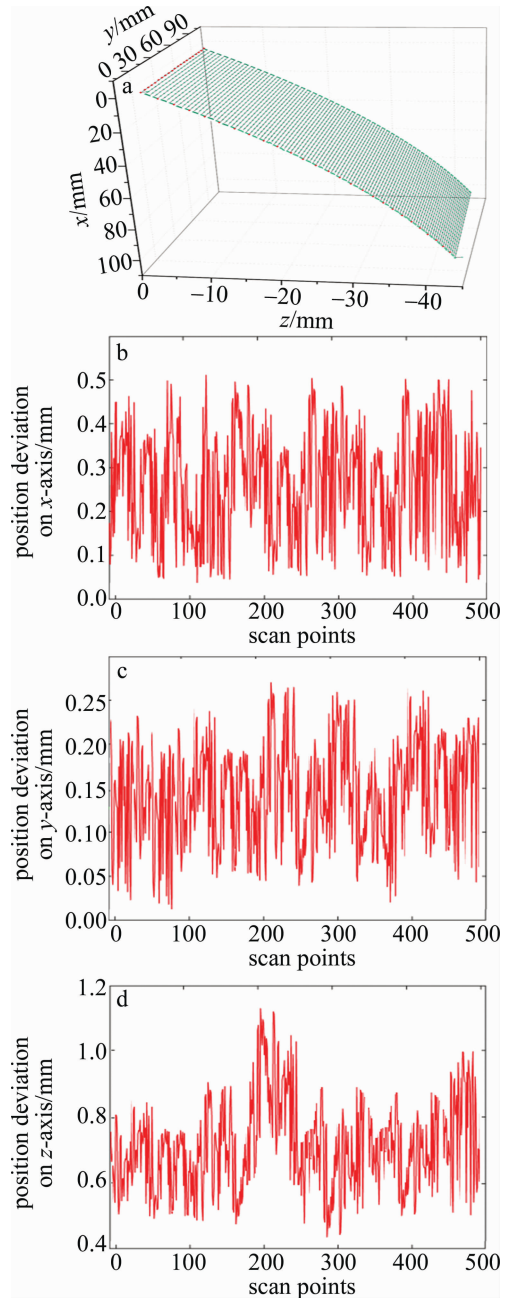 y/mm
0 30 60 90
a
0
20
40
60
80
100
x/mm
0 −10 −20 −30 −40
z/mm
b
0.5
0.4
0.3
0.2
0.1
0.0
position deviation
on x-axis/mm
0 100 200 300 400 500
scan points
c
0.25
0.20
0.15
0.10
0.05
0.00
position deviation
on y-axis/mm
0 100 200 300 400 500
scan points
d
1.2
1.0
0.8
0.6
0.4
position deviation
on z-axis/mm
0 100 200 300 400 500
scan points